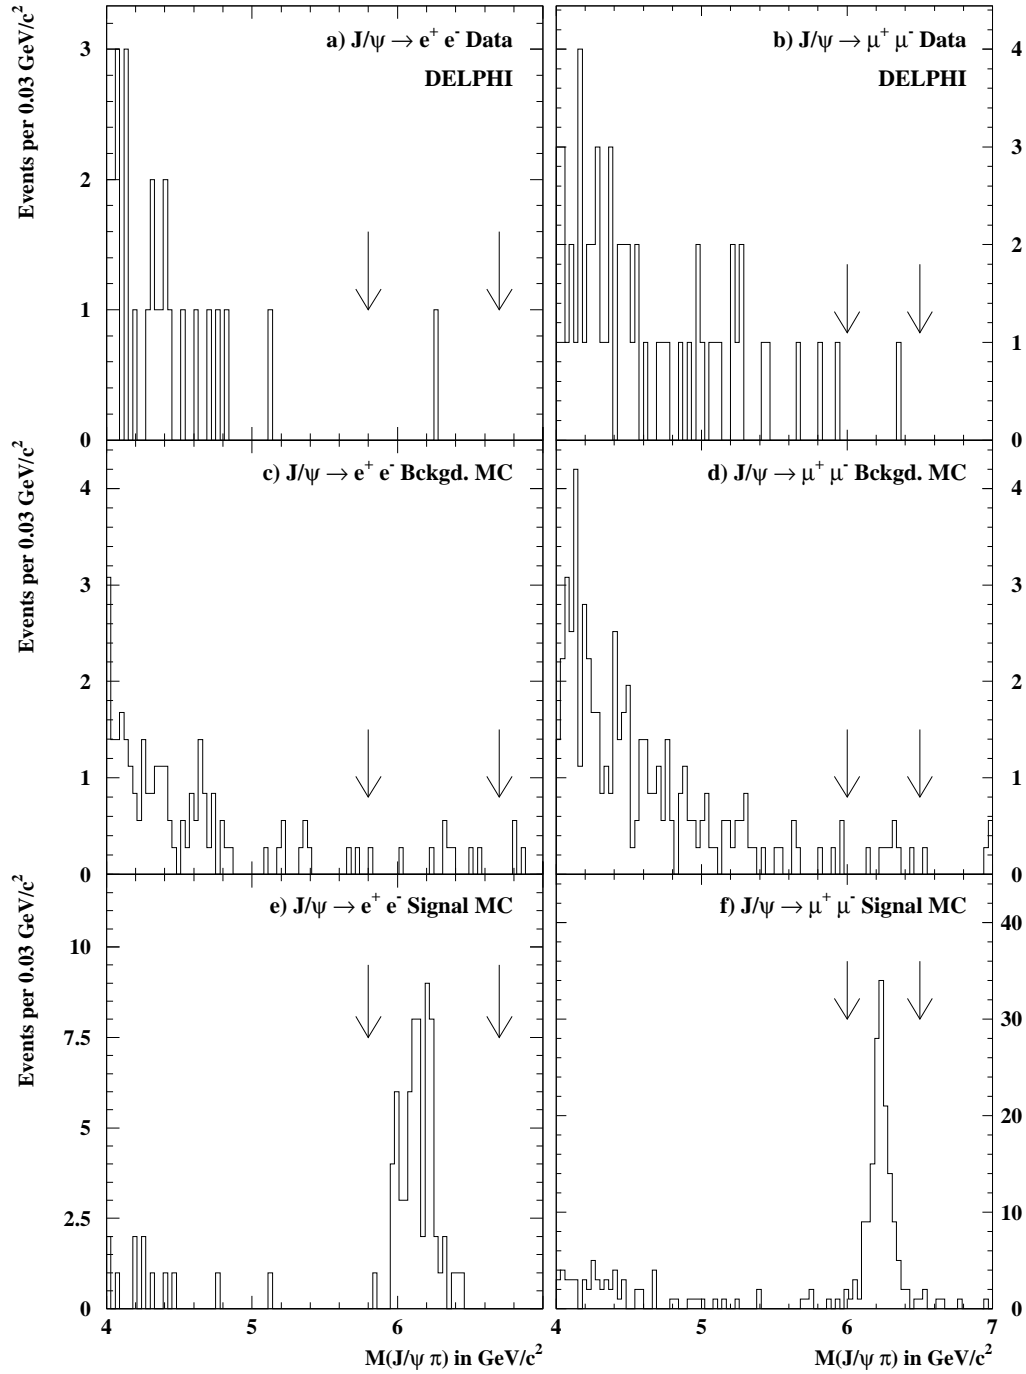 a) J/ψ → e⁺ e⁻ Data
DELPHI
Events per 0.03 GeV/c²
3
2
1
0
b) J/ψ → μ⁺ μ⁻ Data
DELPHI
4
3
2
1
0
c) J/ψ → e⁺ e⁻ Bckgd. MC
Events per 0.03 GeV/c²
4
3
2
1
0
d) J/ψ → μ⁺ μ⁻ Bckgd. MC
4
3
2
1
0
e) J/ψ → e⁺ e⁻ Signal MC
Events per 0.03 GeV/c²
10
7.5
5
2.5
0
4 5 6
M(J/ψ π) in GeV/c²
f) J/ψ → μ⁺ μ⁻ Signal MC
40
30
20
10
0
4 5 6 7
M(J/ψ π) in GeV/c²